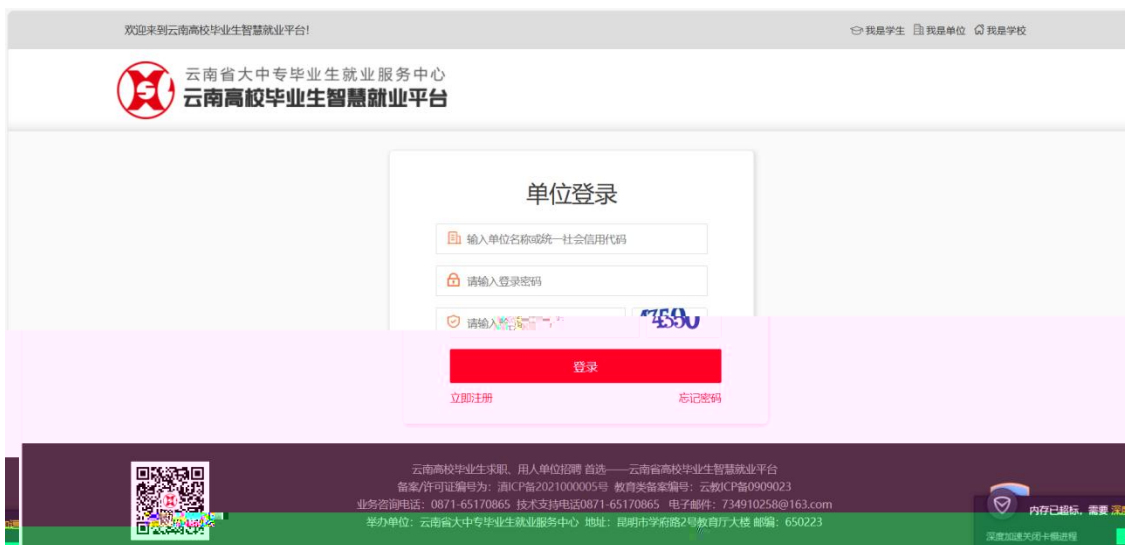 欢迎来到云南高校毕业生智慧就业平台!
我是学生 我是单位 我是学校
云南省大中专毕业生就业服务中心
云南高校毕业生智慧就业平台
单位登录
输入单位名称或统一社会信用代码
请输入登录密码
请输入
登录
立即注册 忘记密码
云南高校毕业生求职、用人单位招聘 首选——云南省高校毕业生智慧就业平台
备案/许可证编号为：滇ICP备2021000005号 教育类备案编号：云教ICP备0909023
业务咨询电话：0871-65170865 技术支持电话0871-65170865 电子邮件：734910258@163.com
举办单位：云南省大中专毕业生就业服务中心 地址：昆明市学府路2号教育厅大楼 邮编：650223
内存已超标，需要
深度加速关闭卡慢进程